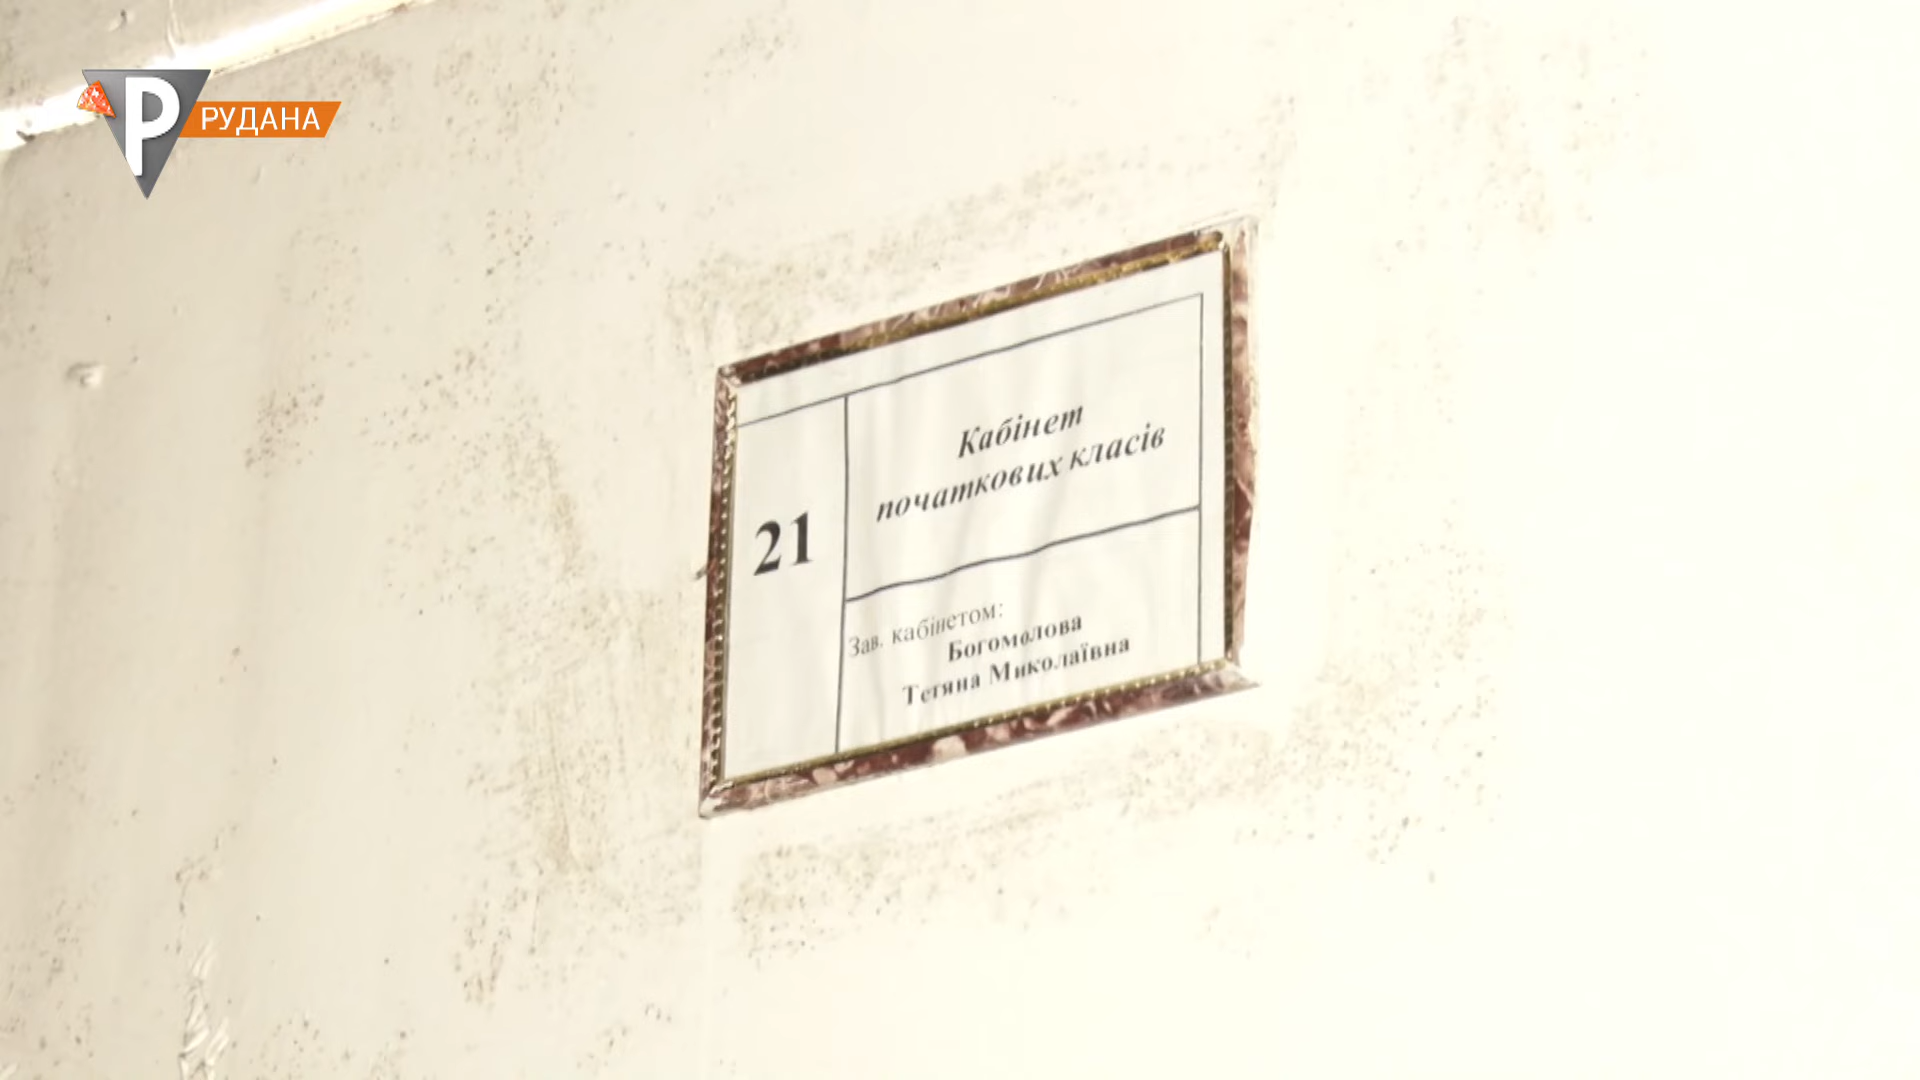 Р РУДАНА
21
Кабінет
початкових класів
Зав. кабінетом:
Богомолова
Тетяна Миколаївна